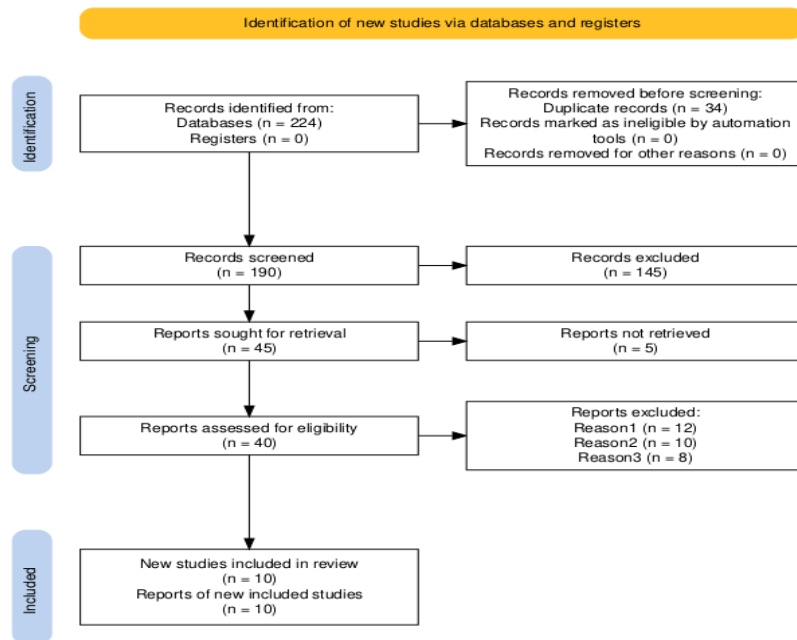 Identification of new studies via databases and registers
Identification
Records identified from:
Databases (n = 224)
Registers (n = 0)
Records removed before screening:
Duplicate records (n = 34)
Records marked as ineligible by automation
tools (n = 0)
Records removed for other reasons (n = 0)
Screening
Records screened
(n = 190)
Records excluded
(n = 145)
Reports sought for retrieval
(n = 45)
Reports not retrieved
(n = 5)
Reports assessed for eligibility
(n = 40)
Reports excluded:
Reason1 (n = 12)
Reason2 (n = 10)
Reason3 (n = 8)
Included
New studies included in review
(n = 10)
Reports of new included studies
(n = 10)